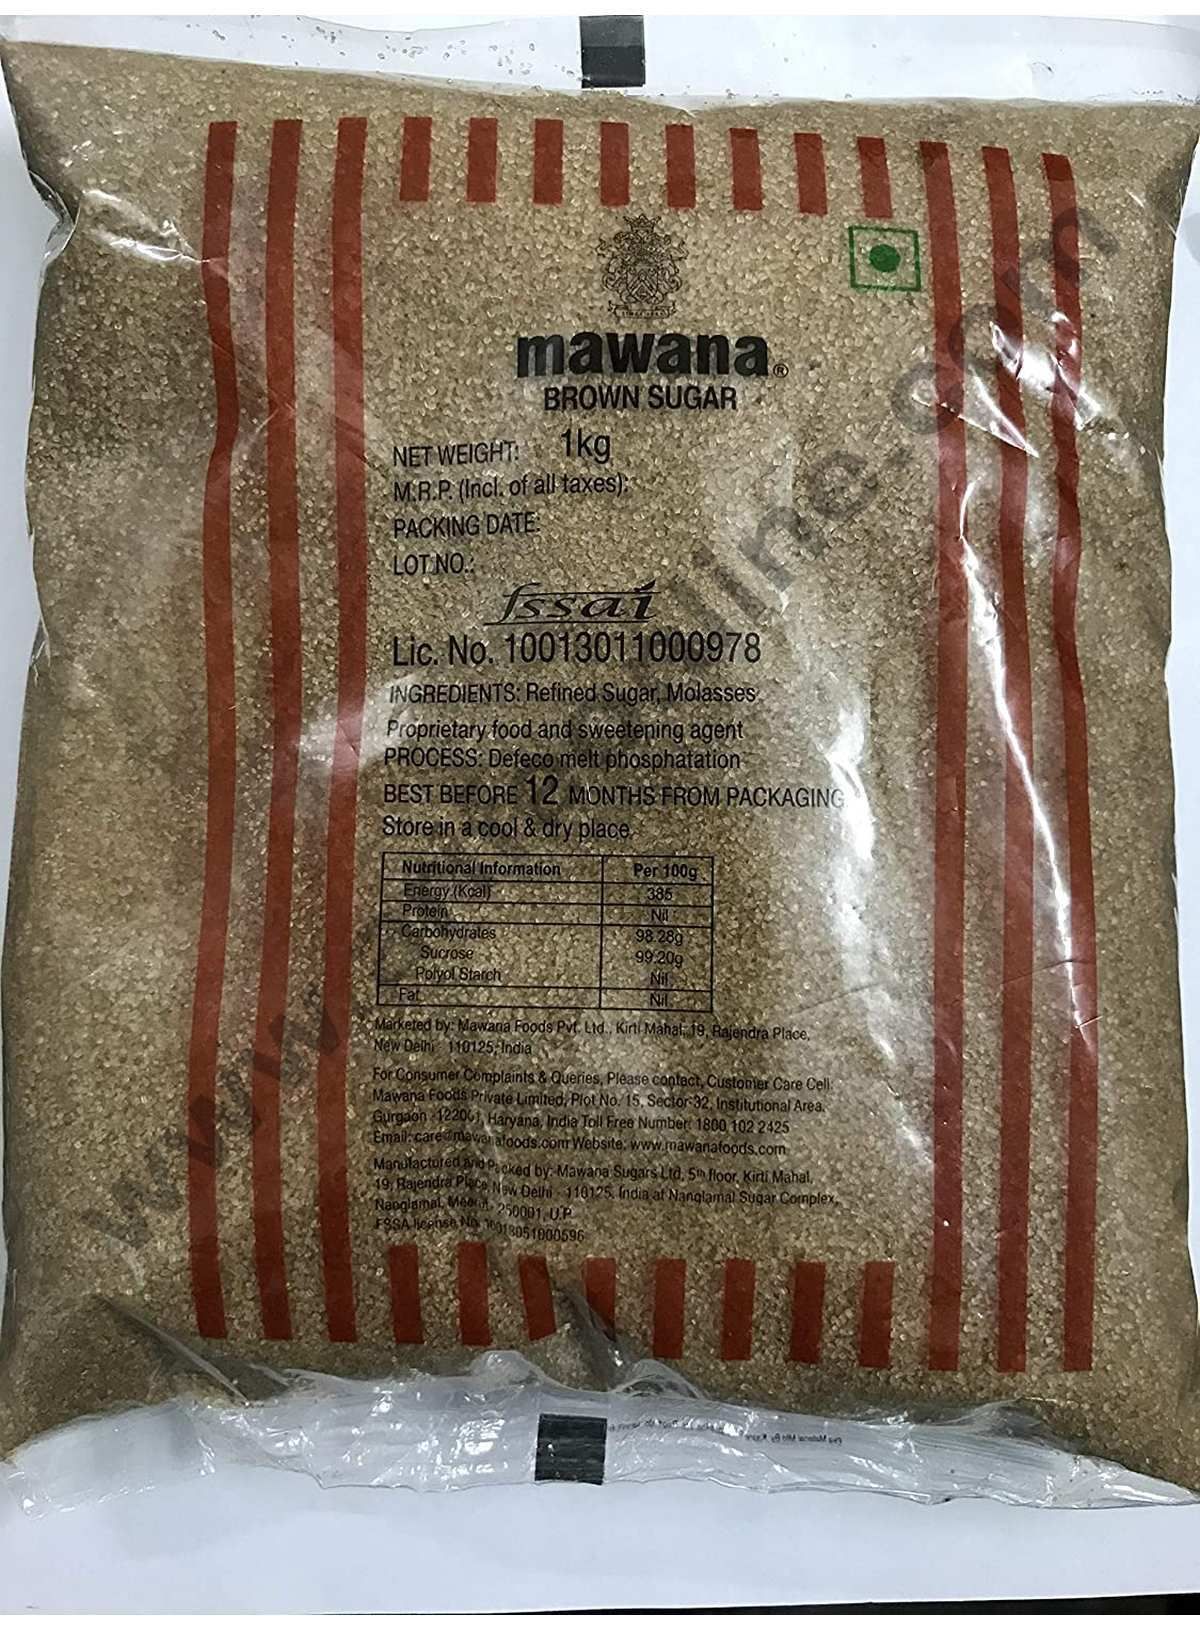 mawana®
BROWN SUGAR
NET WEIGHT: 1kg
M.R.P. (Incl. of all taxes):
PACKING DATE:
LOT NO.:
fssai
Lic. No. 10013011000978
INGREDIENTS: Refined Sugar, Molasses.
Proprietary food and sweetening agent
PROCESS: Defeco melt phosphatation
BEST BEFORE 12 MONTHS FROM PACKAGING
Store in a cool & dry place.
Nutritional Information Per 100g
Energy (Kcal) 385
Protein Nil
Carbohydrates 98.28g
Sucrose 99.20g
Polyol Starch Nil
Fat Nil
Marketed by: Mawana Foods Pvt. Ltd., Kirti Mahal, 19, Rajendra Place,
New Delhi - 110125, India
For Consumer Complaints & Queries, Please contact, Customer Care Cell:
Mawana Foods Private Limited, Plot No. 15, Sector-32, Institutional Area,
Gurgaon -122001, Haryana, India Toll Free Number: 1800 102 2425
Email: care@mawanafoods.com Website: www.mawanafoods.com
Manufactured and Packed by: Mawana Sugars Ltd, 5th floor, Kirti Mahal,
19, Rajendra Place New Delhi - 110125, India at Nanglamal Sugar Complex,
Nanglamal, Meerut- 250001, U.P.
FSSA license No. 10013051000596
www. line.com